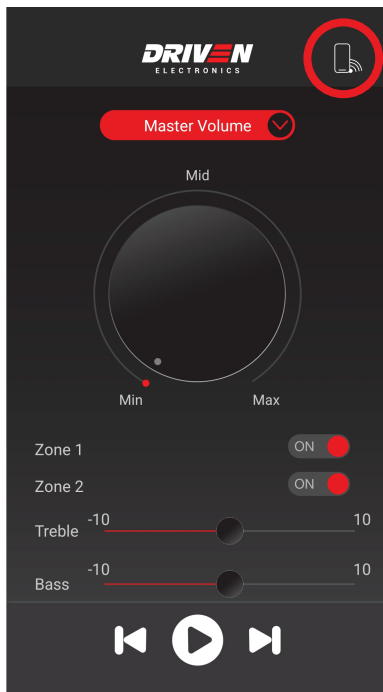 DRIVEN
ELECTRONICS
Master Volume
Mid
Min Max
Zone 1 ON
Zone 2 ON
Treble -10 10
Bass -10 10